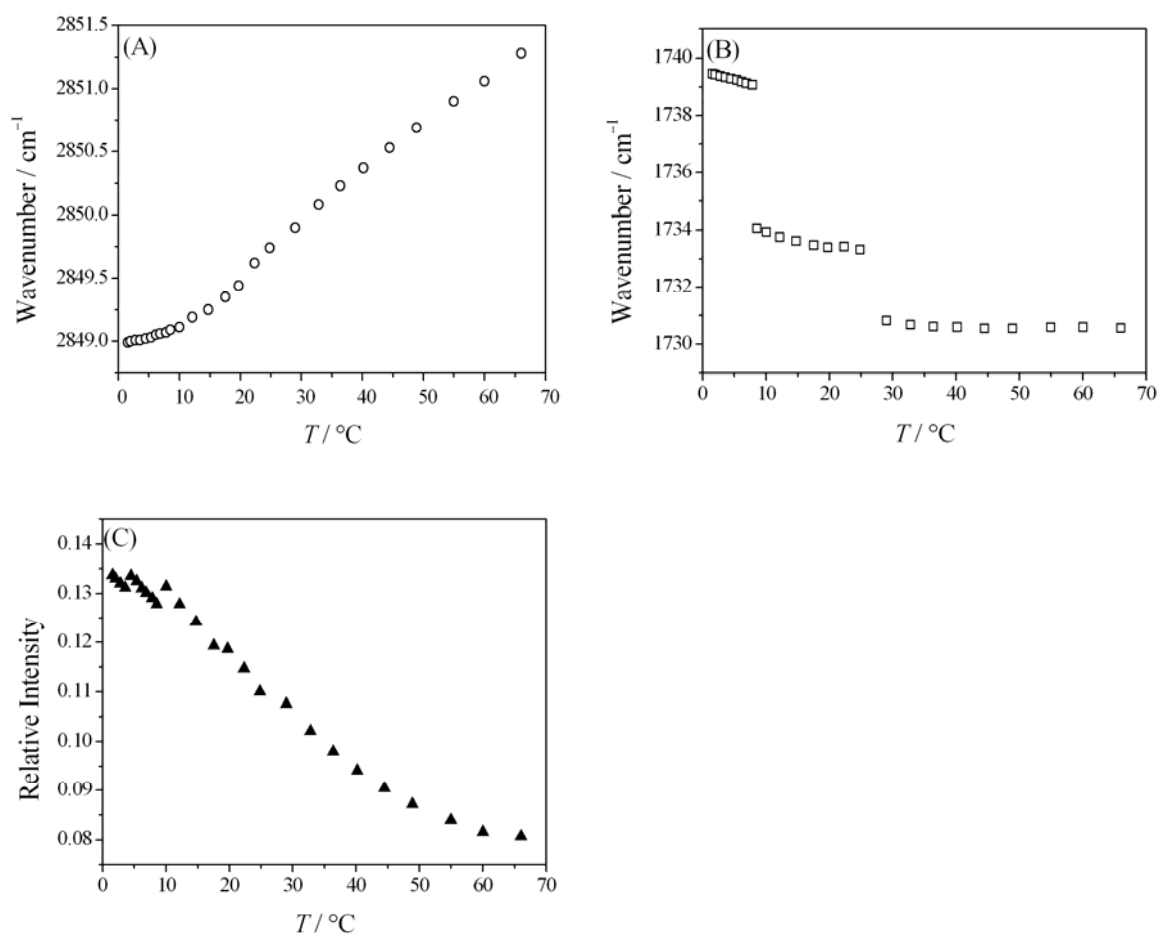 (A)
Wavenumber / cm⁻¹
2851.5
2851.0
2850.5
2850.0
2849.5
2849.0
0 10 20 30 40 50 60 70
T / °C
(B)
Wavenumber / cm⁻¹
1740
1738
1736
1734
1732
1730
0 10 20 30 40 50 60 70
T / °C
(C)
Relative Intensity
0.14
0.13
0.12
0.11
0.10
0.09
0.08
0 10 20 30 40 50 60 70
T / °C